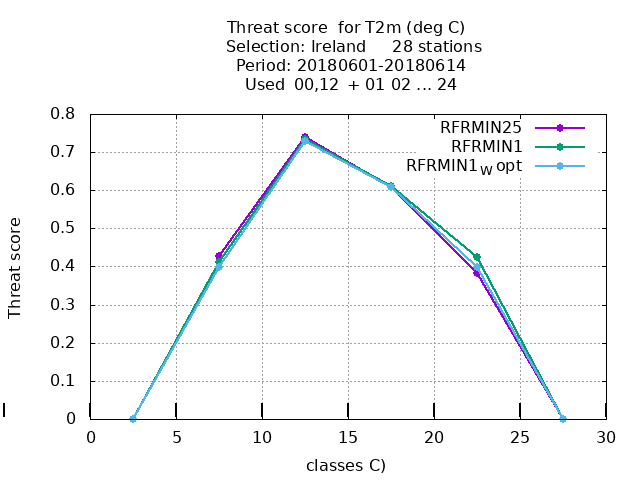 Threat score for T2m (deg C)
Selection: Ireland 28 stations
Period: 20180601-20180614
Used 00,12 + 01 02 ... 24
0.8
0.7
0.6
0.5
0.4
0.3
0.2
0.1
0
Threat score
RFRMIN25
RFRMIN1
RFRMIN1W opt
0 5 10 15 20 25 30
classes C)